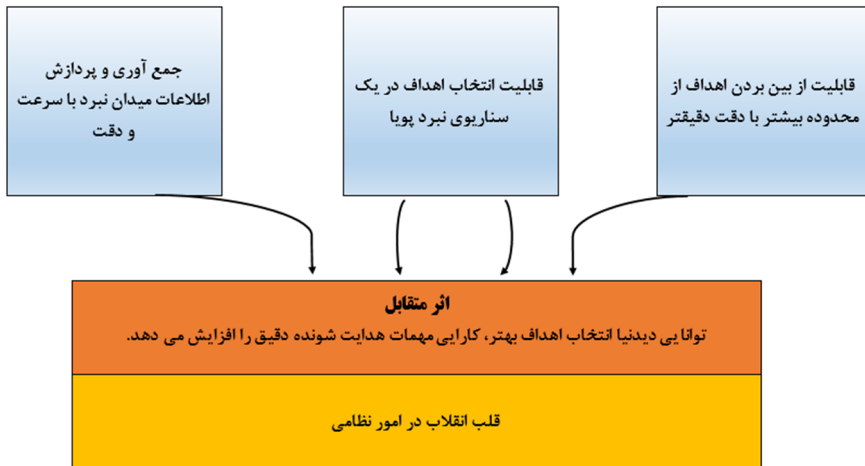 قابلیت از بین بردن اهداف از
محدوده بیشتر با دقت دقیقتر
قابلیت انتخاب اهداف در یک
سناریوی نبرد پویا
جمع آوری و پردازش
اطلاعات میدان نبرد با سرعت
و دقت
اثر متقابل
توانایی دیدنیا انتخاب اهداف بهتر، کارایی مهمات هدایت شونده دقیق را افزایش می دهد.
قلب انقلاب در امور نظامی